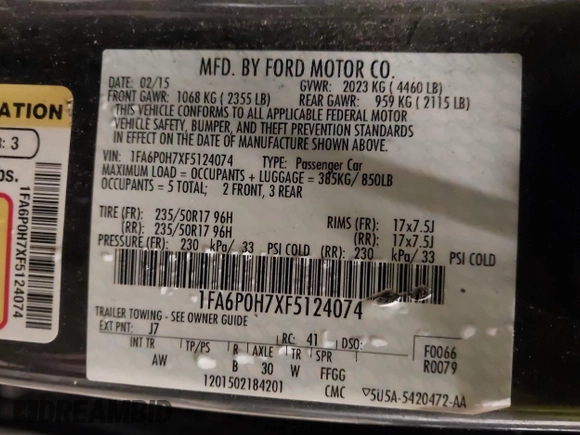 MFD. BY FORD MOTOR CO.
DATE: 02/15 GVWR: 2023 KG ( 4460 LB)
FRONT GAWR: 1068 KG ( 2355 LB) REAR GAWR: 959 KG ( 2115 LB)
THIS VEHICLE CONFORMS TO ALL APPLICABLE FEDERAL MOTOR
VEHICLE SAFETY, BUMPER, AND THEFT PREVENTION STANDARDS
IN EFFECT ON THE DATE OF MANUFACTURE SHOWN ABOVE.
VIN: 1FA6P0H7XF5124074 TYPE: Passenger Car
MAXIMUM LOAD = OCCUPANTS + LUGGAGE = 385KG/ 850LB
OCCUPANTS = 5 TOTAL; 2 FRONT, 3 REAR
TIRE (FR): 235/50R17 96H RIMS (FR): 17x7.5J
(RR): 235/50R17 96H (RR): 17x7.5J
PRESSURE (FR): 230 kPa/ 33 PSI COLD (RR): 230 kPa/ 33 PSI COLD
1FA6P0H7XF5124074
TRAILER TOWING - SEE OWNER GUIDE
EXT PNT: J7 RC: 41 DSO: F0066
INT TR TP/PS R AXLE TR SPR R0079
AW B 30 W FFGG
1201502184201 CMC 5U5A-5420472-AA
ATION
: 3
bs.
1FA6P0H7XF5124074
DREAMBID